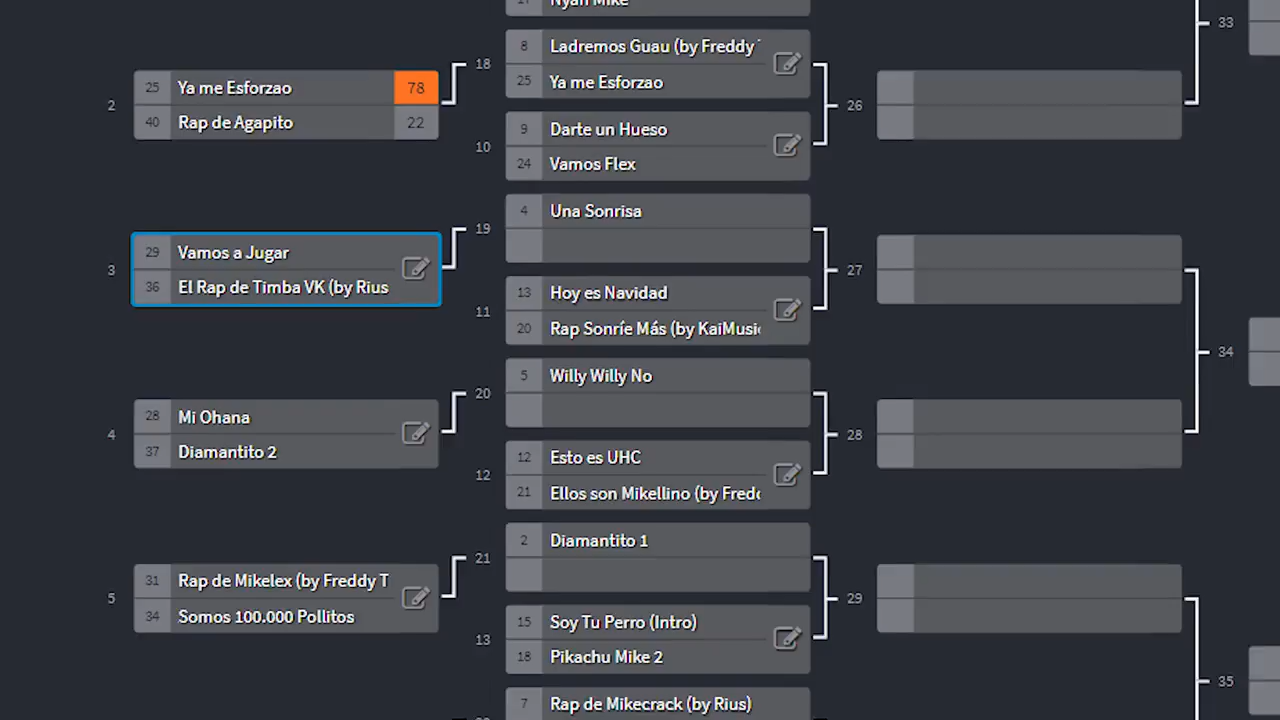 17 Nyan Mike
33
8 Ladremos Guau (by Freddy
18
25 Ya me Esforzao
25 Ya me Esforzao 78
2
26
40 Rap de Agapito 22
9 Darte un Hueso
10
24 Vamos Flex
4 Una Sonrisa
19
29 Vamos a Jugar
3
27
36 El Rap de Timba VK (by Rius
13 Hoy es Navidad
11
20 Rap Sonríe Más (by KaiMusic
34
5 Willy Willy No
20
28 Mi Ohana
4
28
37 Diamantito 2
12 Esto es UHC
12
21 Ellos son Mikellino (by Fredd
2 Diamantito 1
21
31 Rap de Mikelex (by Freddy T
5
29
34 Somos 100.000 Pollitos
15 Soy Tu Perro (Intro)
13
18 Pikachu Mike 2
35
7 Rap de Mikecrack (by Rius)